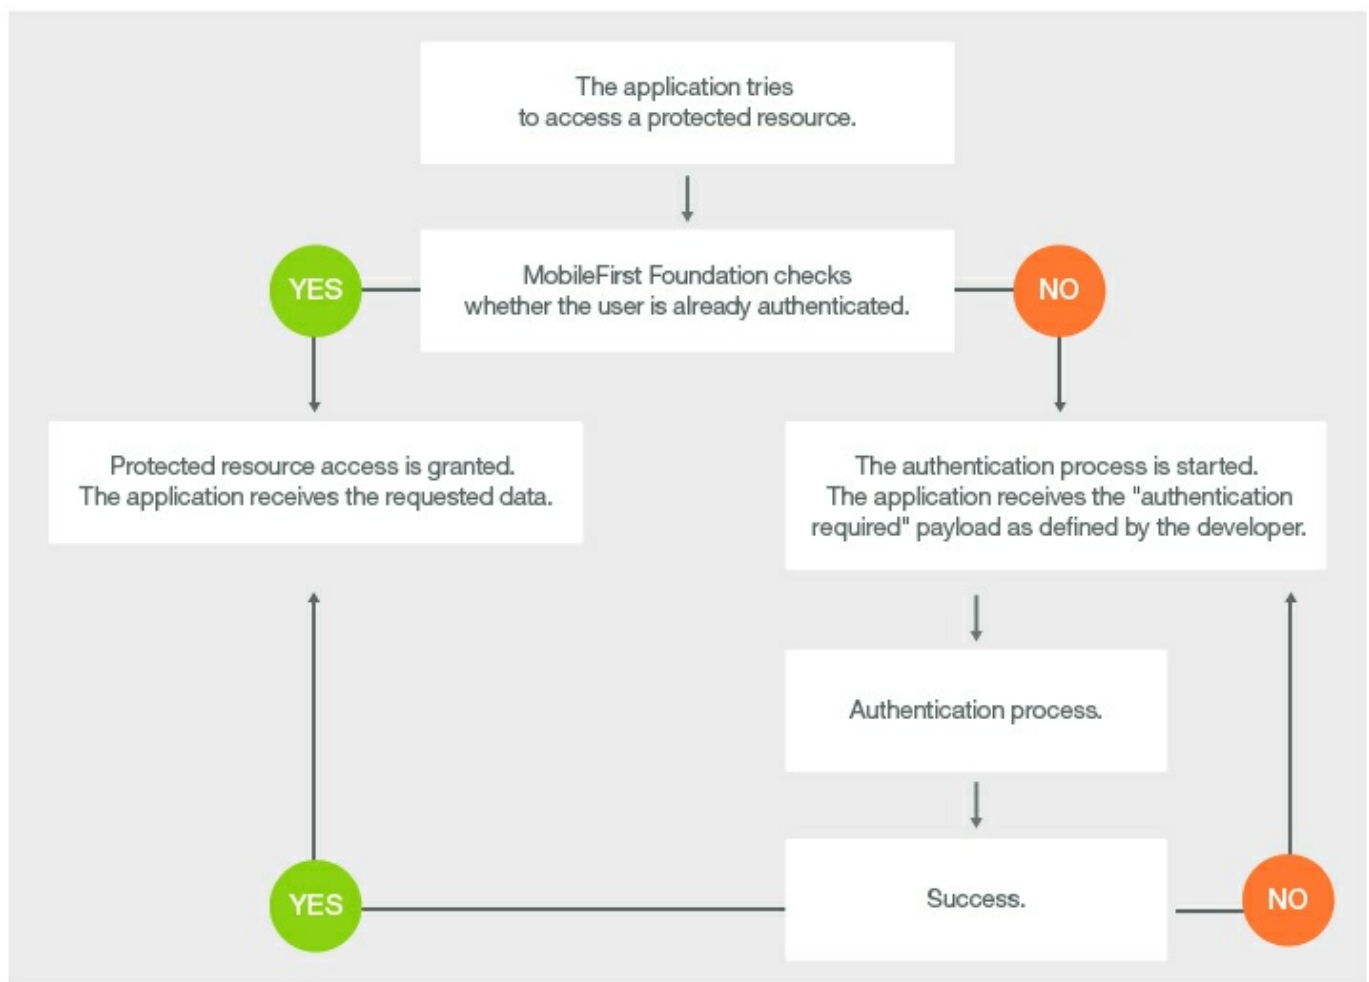 The application tries
to access a protected resource.
YES
MobileFirst Foundation checks
whether the user is already authenticated.
NO
Protected resource access is granted.
The application receives the requested data.
The authentication process is started.
The application receives the "authentication
required" payload as defined by the developer.
Authentication process.
YES
Success.
NO